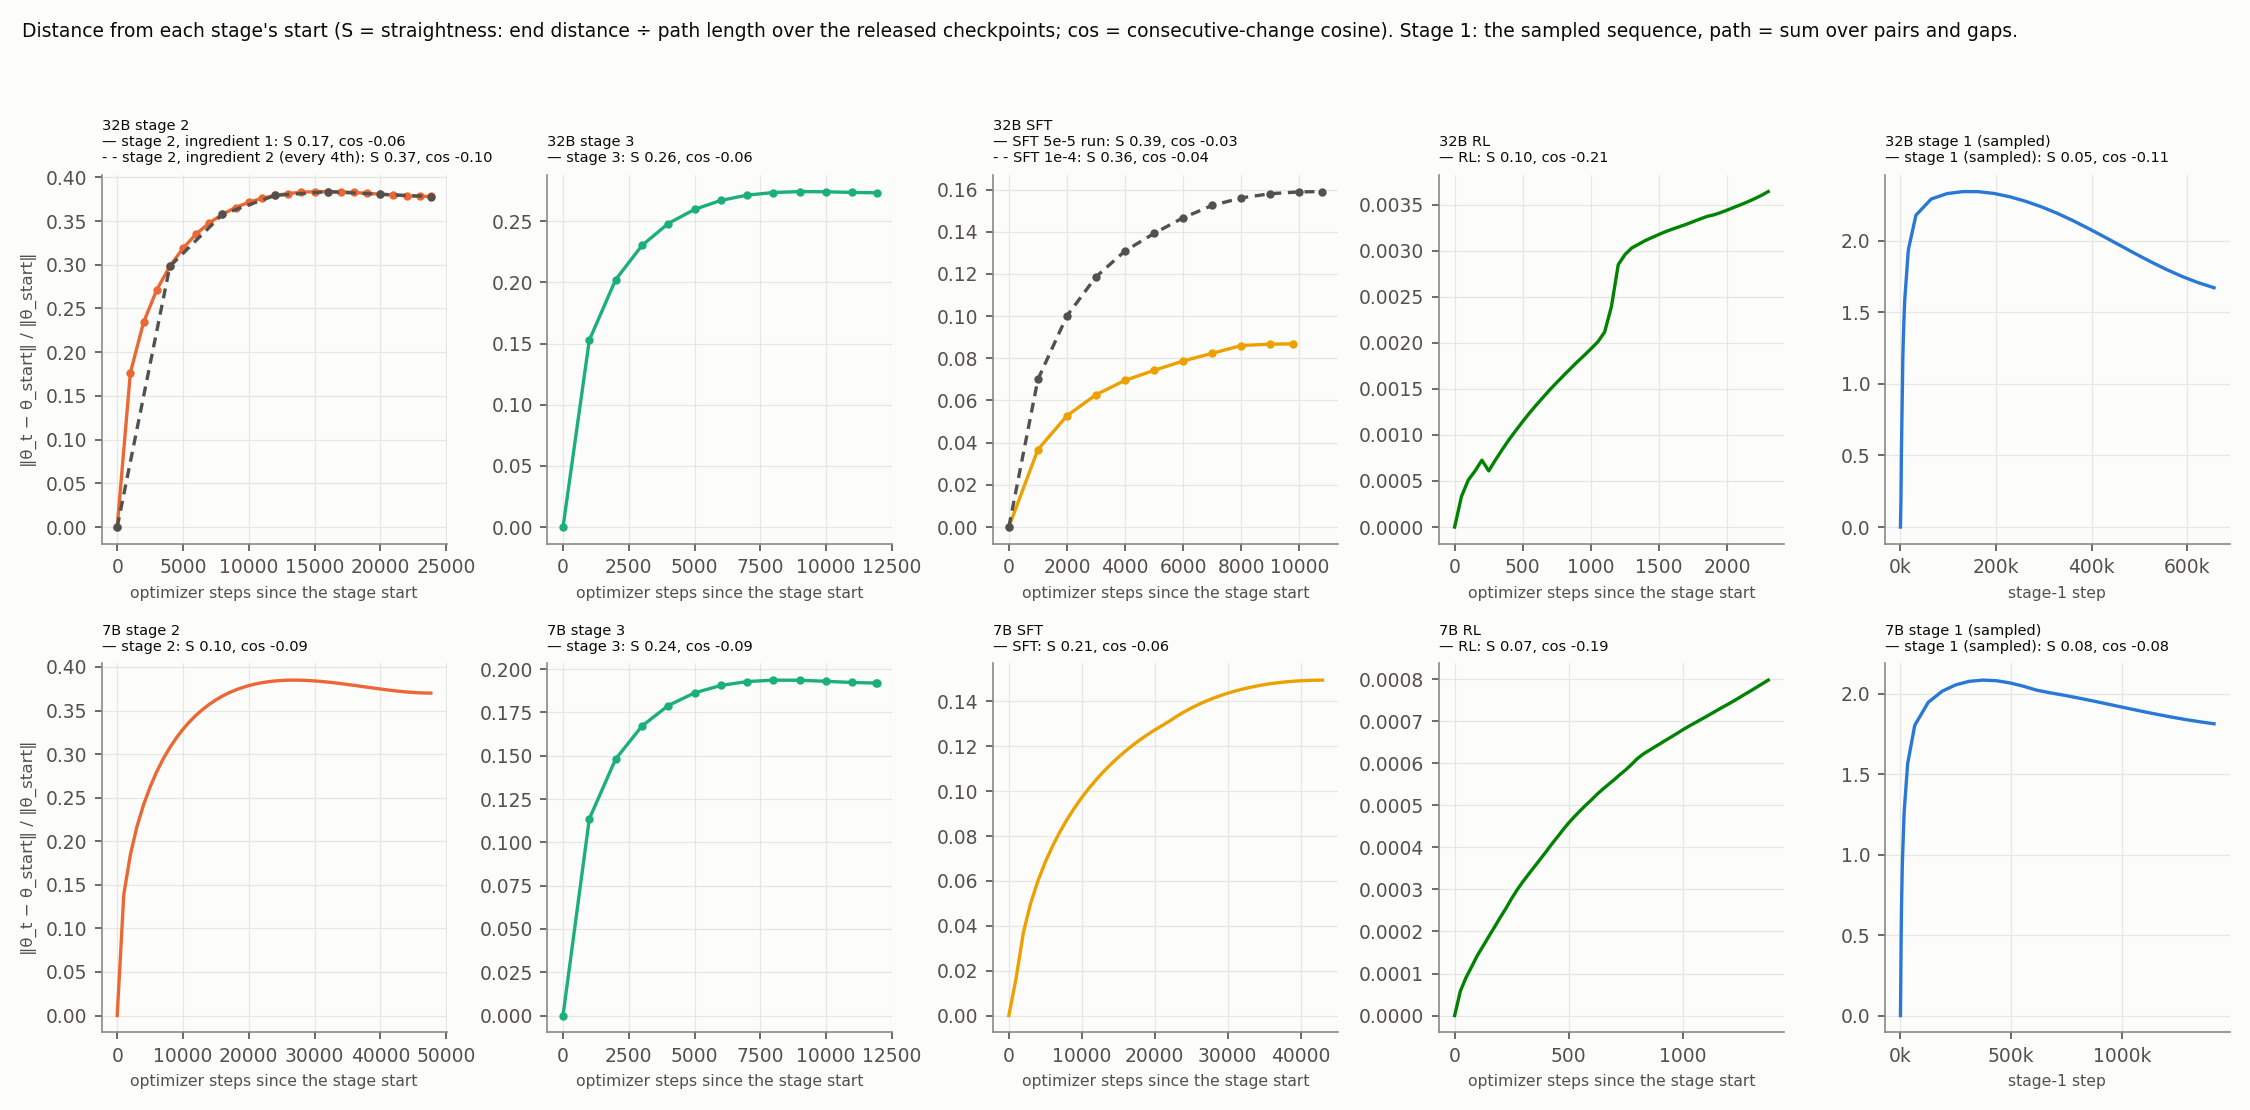 Distance from each stage's start (S = straightness: end distance ÷ path length over the released checkpoints; cos = consecutive-change cosine). Stage 1: the sampled sequence, path = sum over pairs and gaps.
32B stage 2
— stage 2, ingredient 1: S 0.17, cos -0.06
- - stage 2, ingredient 2 (every 4th): S 0.37, cos -0.10
‖θ_t − θ_start‖ / ‖θ_start‖
0.40
0.35
0.30
0.25
0.20
0.15
0.10
0.05
0.00
0 5000 10000 15000 20000 25000
optimizer steps since the stage start
32B stage 3
— stage 3: S 0.26, cos -0.06
0.25
0.20
0.15
0.10
0.05
0.00
0 2500 5000 7500 10000 12500
optimizer steps since the stage start
32B SFT
— SFT 5e-5 run: S 0.39, cos -0.03
- - SFT 1e-4: S 0.36, cos -0.04
0.16
0.14
0.12
0.10
0.08
0.06
0.04
0.02
0.00
0 2000 4000 6000 8000 10000
optimizer steps since the stage start
32B RL
— RL: S 0.10, cos -0.21
0.0035
0.0030
0.0025
0.0020
0.0015
0.0010
0.0005
0.0000
0 500 1000 1500 2000
optimizer steps since the stage start
32B stage 1 (sampled)
— stage 1 (sampled): S 0.05, cos -0.11
2.0
1.5
1.0
0.5
0.0
0k 200k 400k 600k
stage-1 step
7B stage 2
— stage 2: S 0.10, cos -0.09
‖θ_t − θ_start‖ / ‖θ_start‖
0.40
0.35
0.30
0.25
0.20
0.15
0.10
0.05
0.00
0 10000 20000 30000 40000 50000
optimizer steps since the stage start
7B stage 3
— stage 3: S 0.24, cos -0.09
0.200
0.175
0.150
0.125
0.100
0.075
0.050
0.025
0.000
0 2500 5000 7500 10000 12500
optimizer steps since the stage start
7B SFT
— SFT: S 0.21, cos -0.06
0.14
0.12
0.10
0.08
0.06
0.04
0.02
0.00
0 10000 20000 30000 40000
optimizer steps since the stage start
7B RL
— RL: S 0.07, cos -0.19
0.0008
0.0007
0.0006
0.0005
0.0004
0.0003
0.0002
0.0001
0.0000
0 500 1000
optimizer steps since the stage start
7B stage 1 (sampled)
— stage 1 (sampled): S 0.08, cos -0.08
2.0
1.5
1.0
0.5
0.0
0k 500k 1000k
stage-1 step